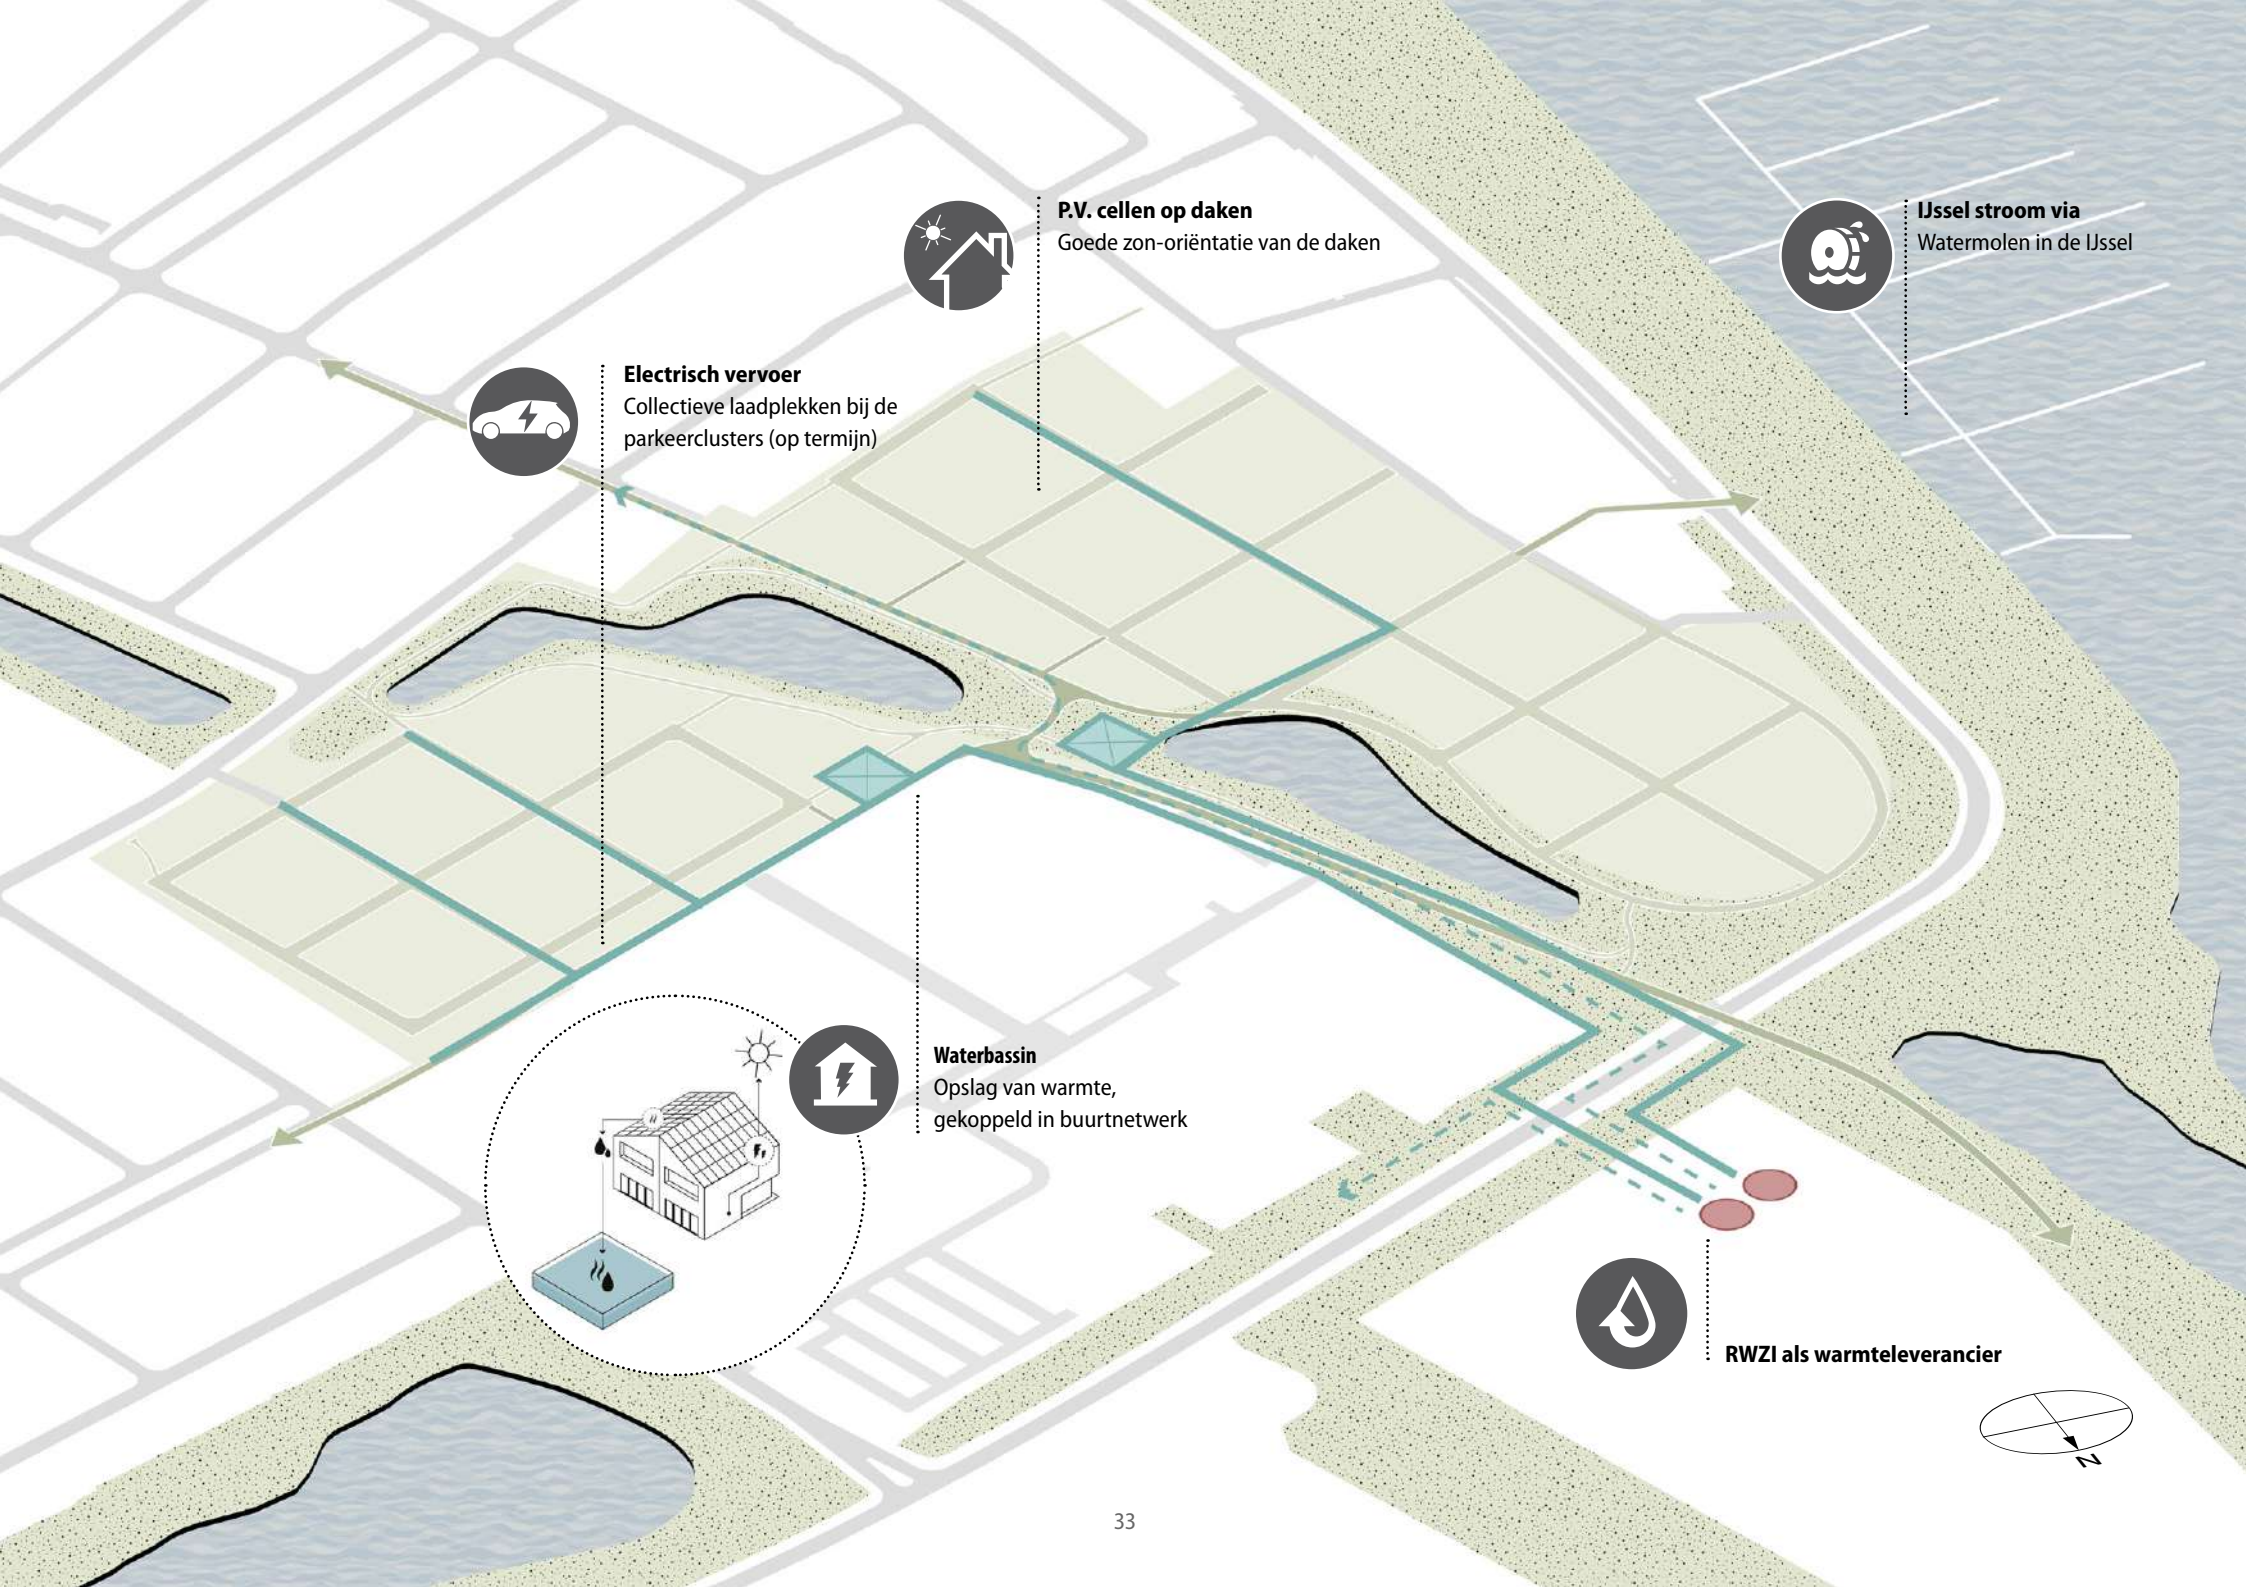 P.V. cellen op daken
Goede zon-oriëntatie van de daken
IJssel stroom via
Watermolen in de IJssel
Electrisch vervoer
Collectieve laadplekken bij de
parkeerclusters (op termijn)
Waterbassin
Opslag van warmte,
gekoppeld in buurtnetwerk
RWZI als warmteleverancier
N
33